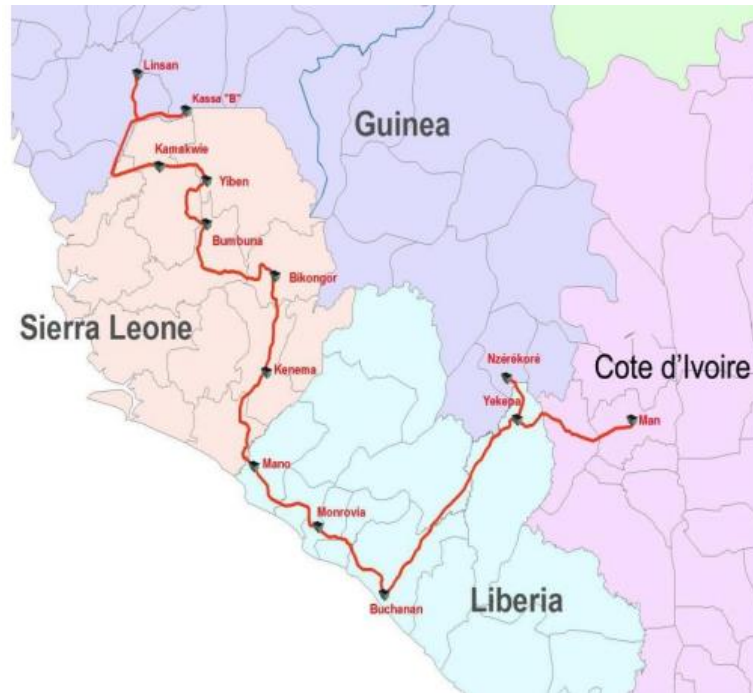 Linsan
Kassa "B"
Guinea
Kamakwie
Yiben
Bumbuna
Bikongor
Sierra Leone
Kenema
Nzérékoré
Cote d'Ivoire
Yekepa
Man
Mano
Monrovia
Buchanan
Liberia